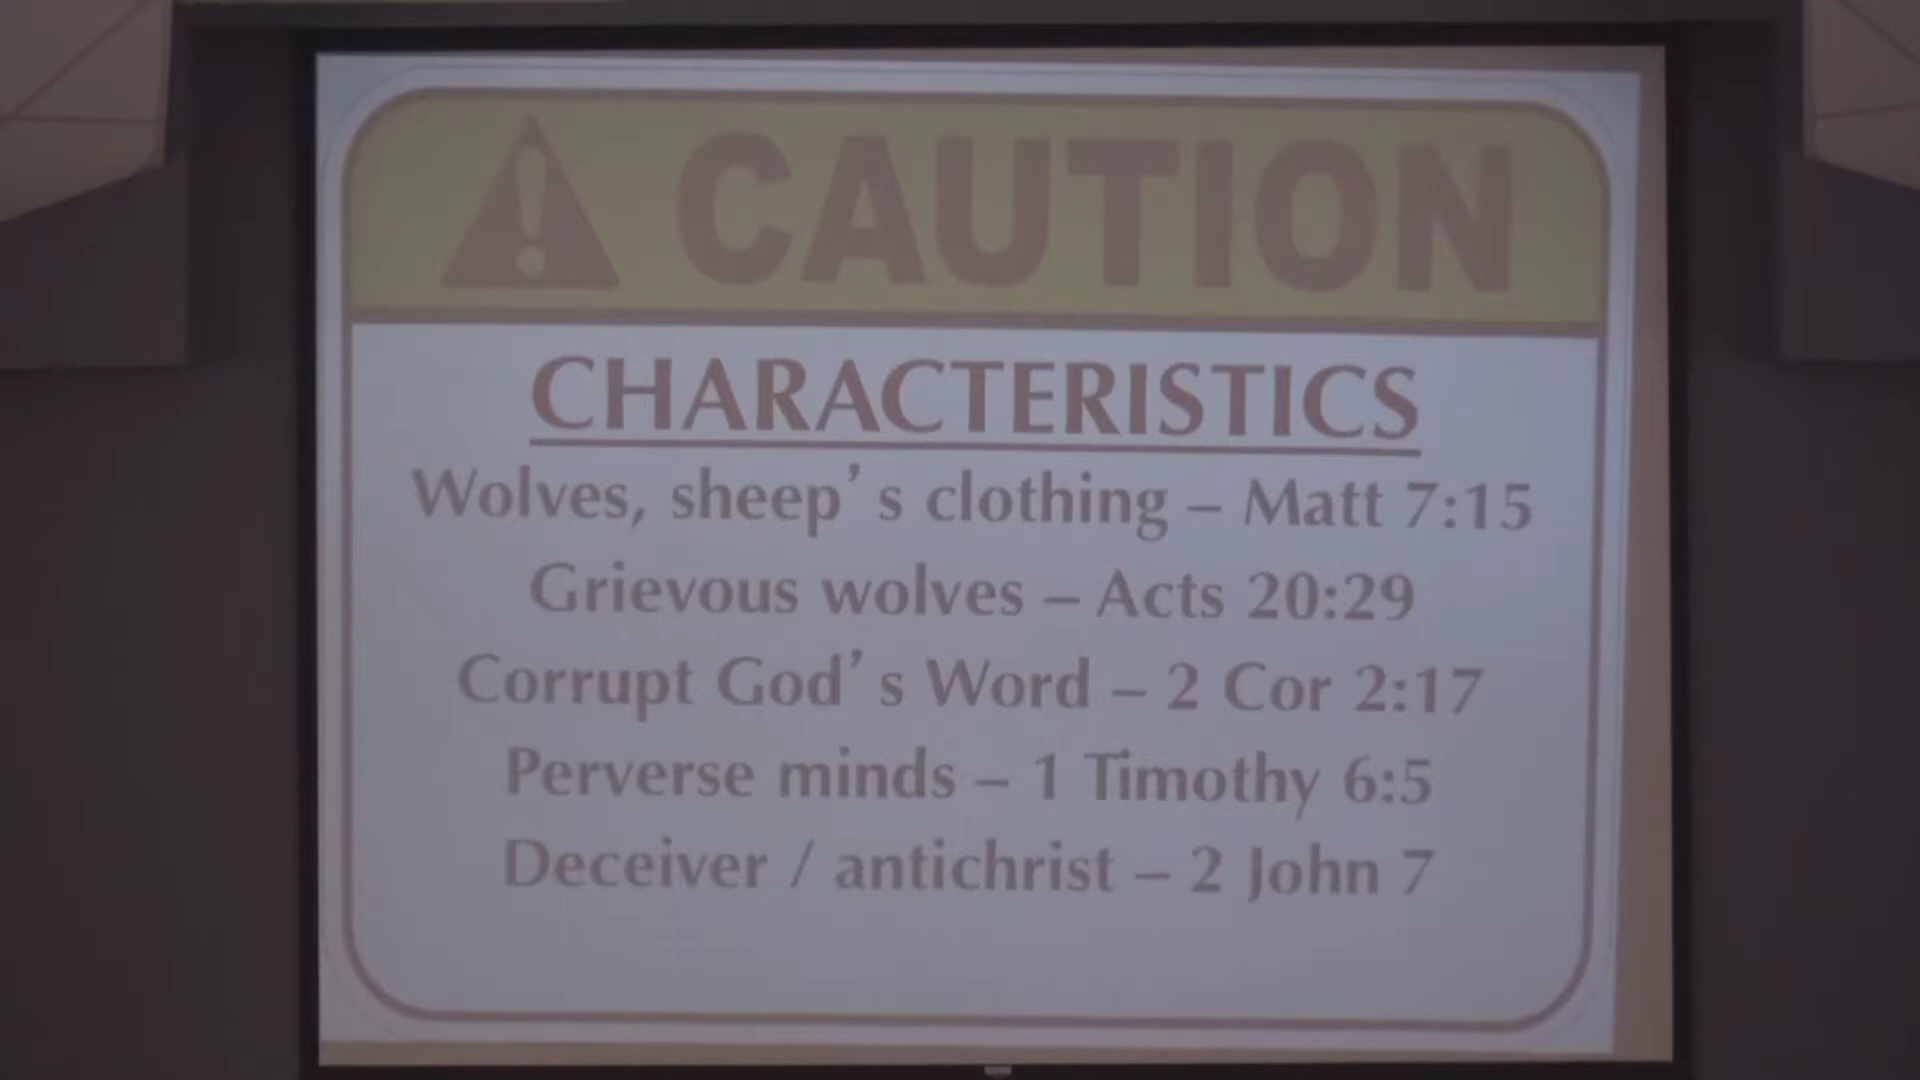 CAUTION
CHARACTERISTICS
Wolves, sheep's clothing – Matt 7:15
Grievous wolves – Acts 20:29
Corrupt God's Word – 2 Cor 2:17
Perverse minds – 1 Timothy 6:5
Deceiver / antichrist – 2 John 7